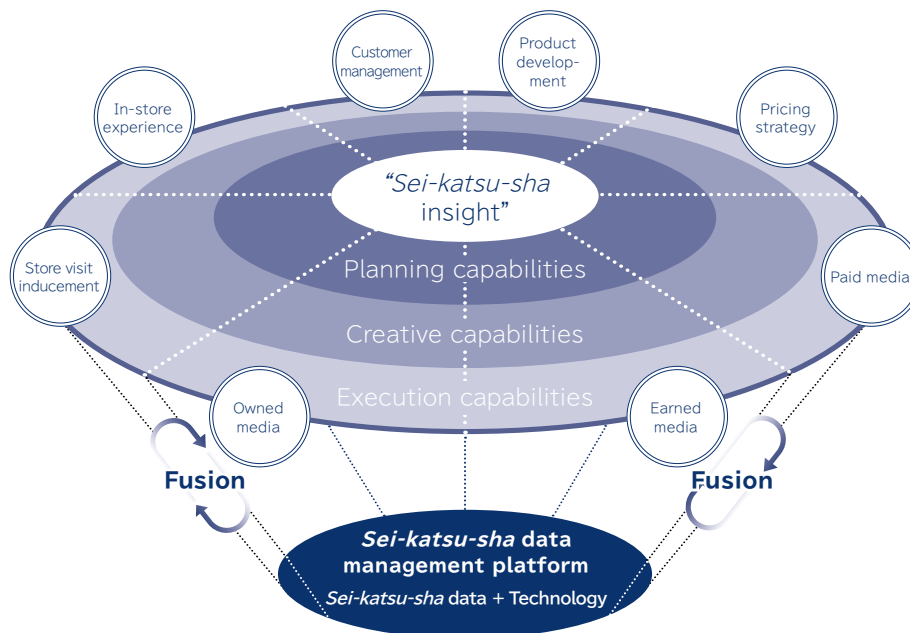 Customer
management
Product
develop-
ment
In-store
experience
Pricing
strategy
“Sei-katsu-sha
insight”
Store visit
inducement
Planning capabilities
Paid media
Creative capabilities
Execution capabilities
Owned
media
Earned
media
Fusion
Fusion
Sei-katsu-sha data
management platform
Sei-katsu-sha data + Technology